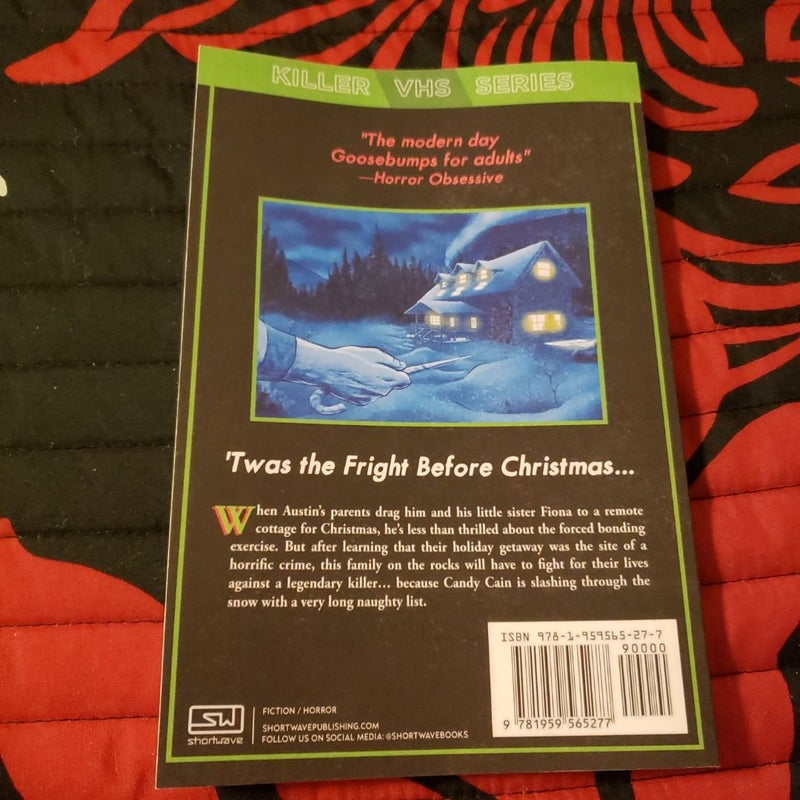 KILLER VHS SERIES
"The modern day
Goosebumps for adults"
—Horror Obsessive
'Twas the Fright Before Christmas...
When Austin's parents drag him and his little sister Fiona to a remote
cottage for Christmas, he's less than thrilled about the forced bonding
exercise. But after learning that their holiday getaway was the site of a
horrific crime, this family on the rocks will have to fight for their lives
against a legendary killer... because Candy Cain is slashing through the
snow with a very long naughty list.
ISBN 978-1-959565-27-7
90000
9 781959 565277
SW
shortwave
FICTION / HORROR
SHORTWAVEPUBLISHING.COM
FOLLOW US ON SOCIAL MEDIA: @SHORTWAVEBOOKS